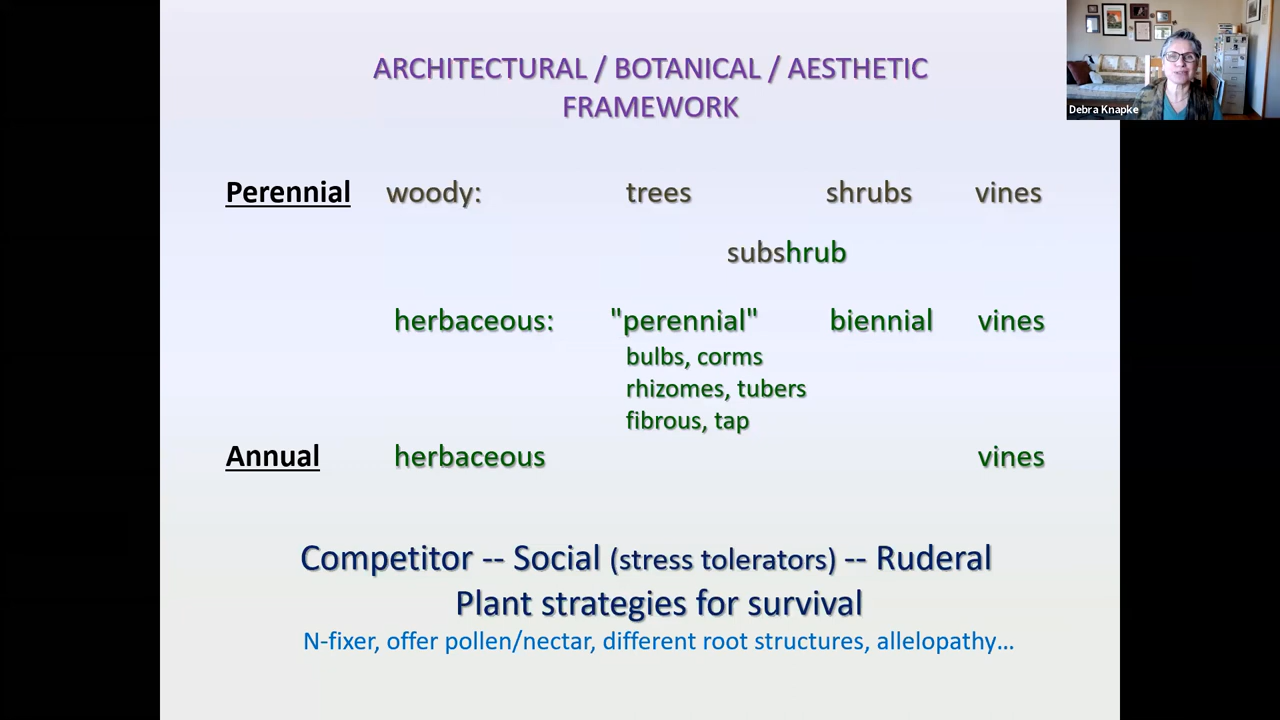 ARCHITECTURAL / BOTANICAL / AESTHETIC
FRAMEWORK
Debra Knapke
Perennial woody: trees shrubs vines
subshrub
herbaceous: "perennial" biennial vines
bulbs, corms
rhizomes, tubers
fibrous, tap
Annual herbaceous vines
Competitor -- Social (stress tolerators) -- Ruderal
Plant strategies for survival
N-fixer, offer pollen/nectar, different root structures, allelopathy…